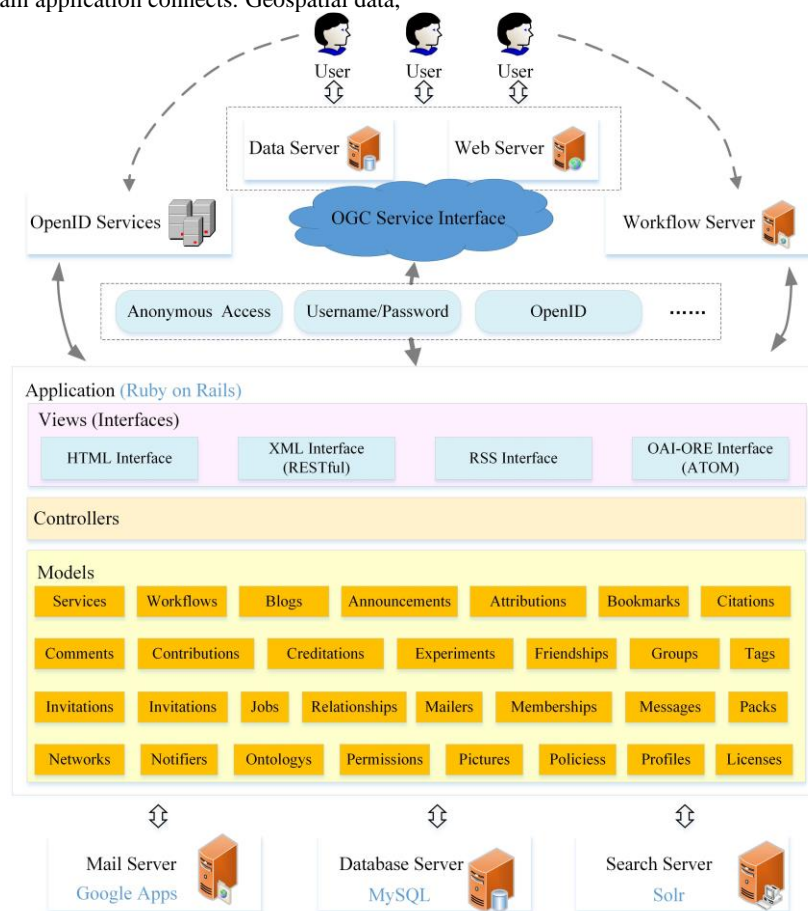 am application connects. Geospatial data,
User User User
Data Server Web Server
OpenID Services OGC Service Interface Workflow Server
Anonymous Access Username/Password OpenID ......
Application (Ruby on Rails)
Views (Interfaces)
HTML Interface XML Interface (RESTful) RSS Interface OAI-ORE Interface (ATOM)
Controllers
Models
Services Workflows Blogs Announcements Attributions Bookmarks Citations
Comments Contributions Creditations Experiments Friendships Groups Tags
Invitations Invitations Jobs Relationships Mailers Memberships Messages Packs
Networks Notifiers Ontologys Permissions Pictures Policiess Profiles Licenses
Mail Server Database Server Search Server
Google Apps MySQL Solr